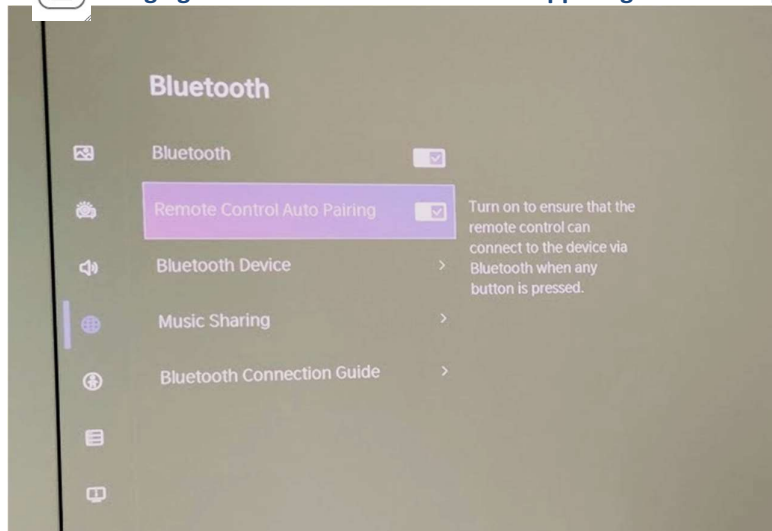 Bluetooth
Bluetooth
Remote Control Auto Pairing
Turn on to ensure that the
remote control can
connect to the device via
Bluetooth when any
button is pressed.
Bluetooth Device
Music Sharing
Bluetooth Connection Guide